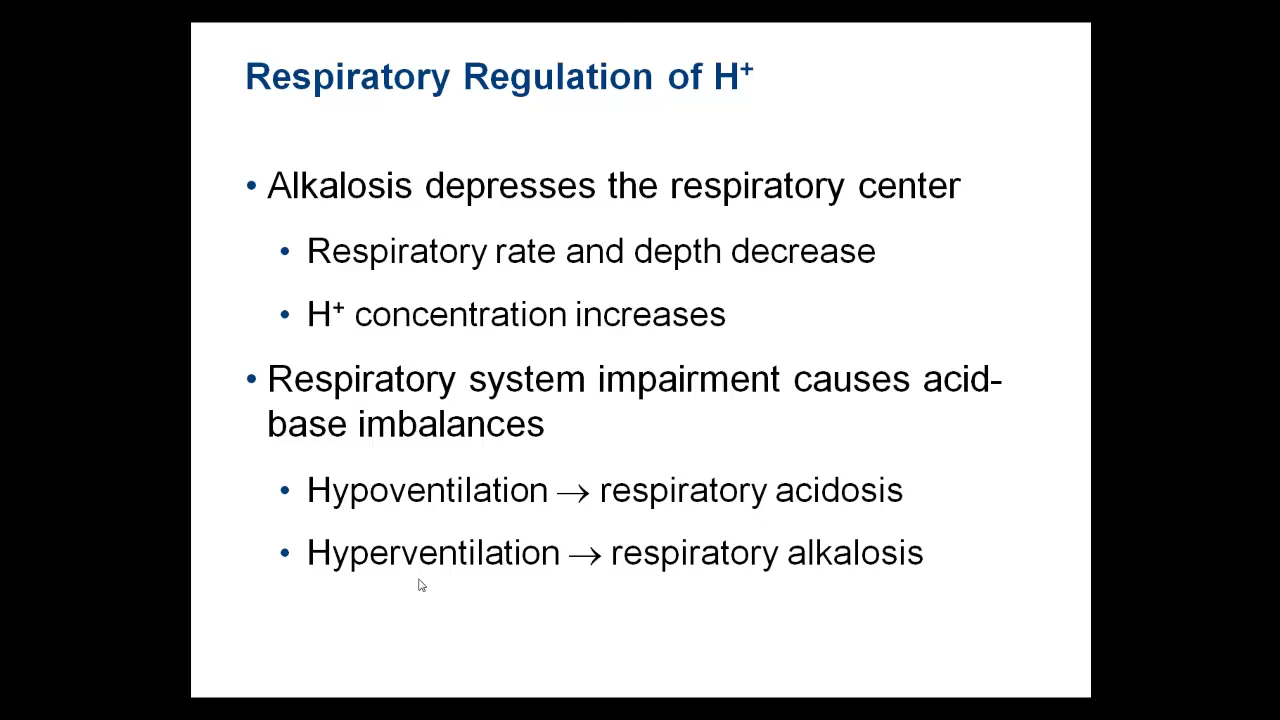 Respiratory Regulation of H⁺
• Alkalosis depresses the respiratory center
• Respiratory rate and depth decrease
• H⁺ concentration increases
• Respiratory system impairment causes acid-
base imbalances
• Hypoventilation → respiratory acidosis
• Hyperventilation → respiratory alkalosis